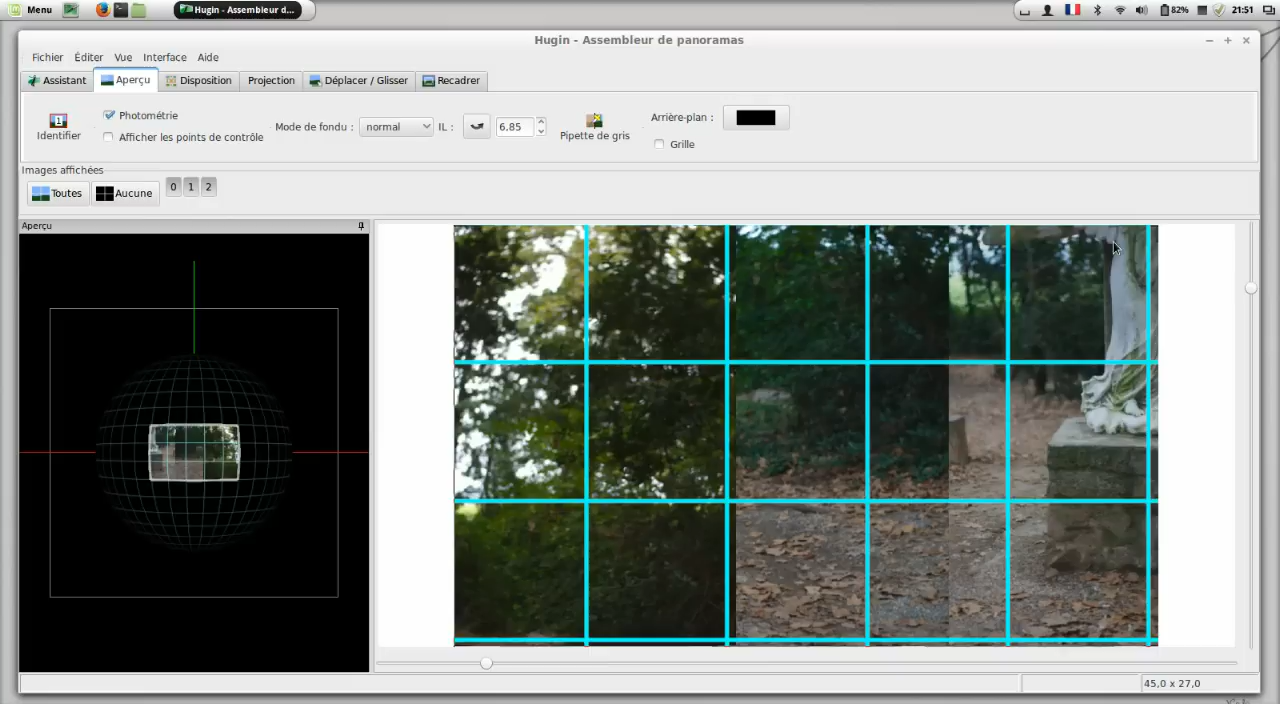 Menu
Hugin - Assembleur d...
82%
21:51
Hugin - Assembleur de panoramas
Fichier Éditer Vue Interface Aide
Assistant Aperçu Disposition Projection Déplacer / Glisser Recadrer
1
Identifier
Photométrie
Afficher les points de contrôle
Mode de fondu : normal IL : 6.85
Pipette de gris
Arrière-plan :
Grille
Images affichées
Toutes Aucune 0 1 2
Aperçu
45,0 x 27,0